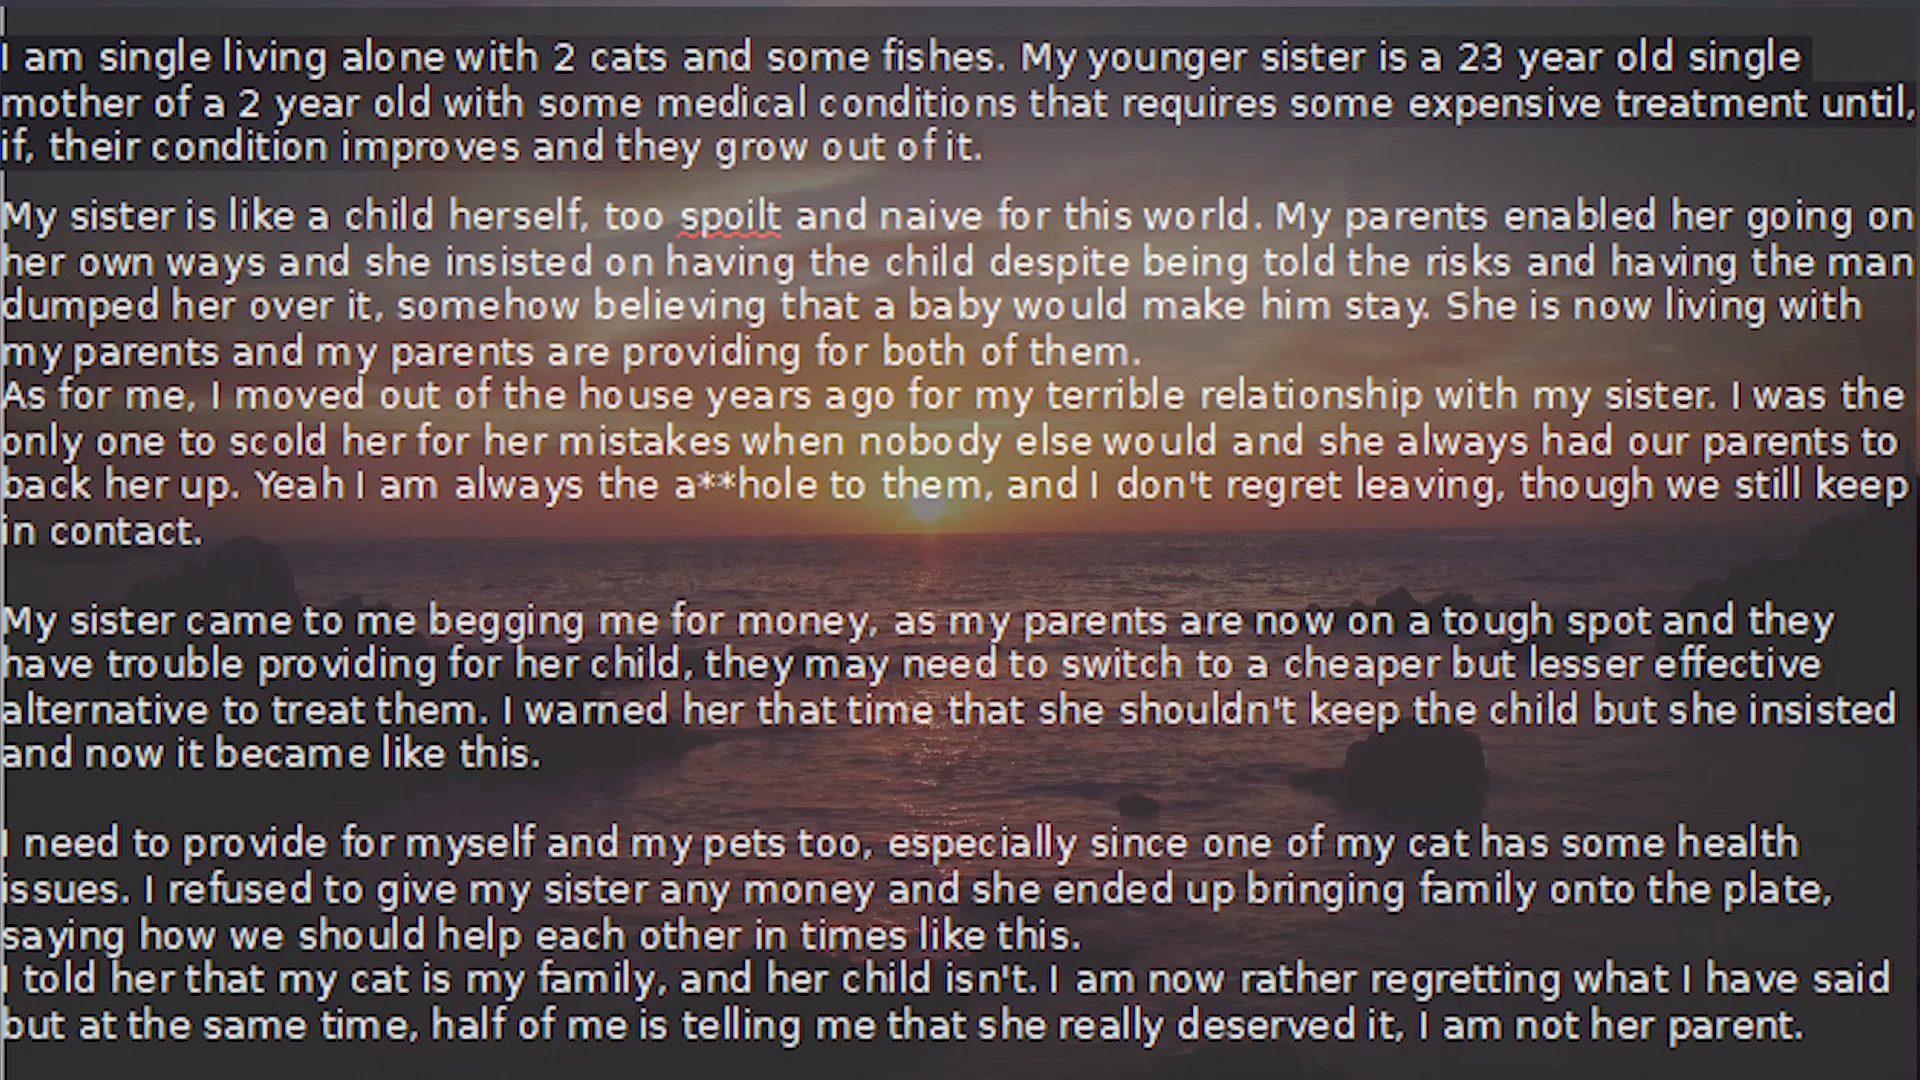 I am single living alone with 2 cats and some fishes. My younger sister is a 23 year old single
mother of a 2 year old with some medical conditions that requires some expensive treatment until,
if, their condition improves and they grow out of it.
My sister is like a child herself, too spoilt and naive for this world. My parents enabled her going on
her own ways and she insisted on having the child despite being told the risks and having the man
dumped her over it, somehow believing that a baby would make him stay. She is now living with
my parents and my parents are providing for both of them.
As for me, I moved out of the house years ago for my terrible relationship with my sister. I was the
only one to scold her for her mistakes when nobody else would and she always had our parents to
back her up. Yeah I am always the a**hole to them, and I don't regret leaving, though we still keep
in contact.
My sister came to me begging me for money, as my parents are now on a tough spot and they
have trouble providing for her child, they may need to switch to a cheaper but lesser effective
alternative to treat them. I warned her that time that she shouldn't keep the child but she insisted
and now it became like this.
I need to provide for myself and my pets too, especially since one of my cat has some health
issues. I refused to give my sister any money and she ended up bringing family onto the plate,
saying how we should help each other in times like this.
I told her that my cat is my family, and her child isn't. I am now rather regretting what I have said
but at the same time, half of me is telling me that she really deserved it, I am not her parent.